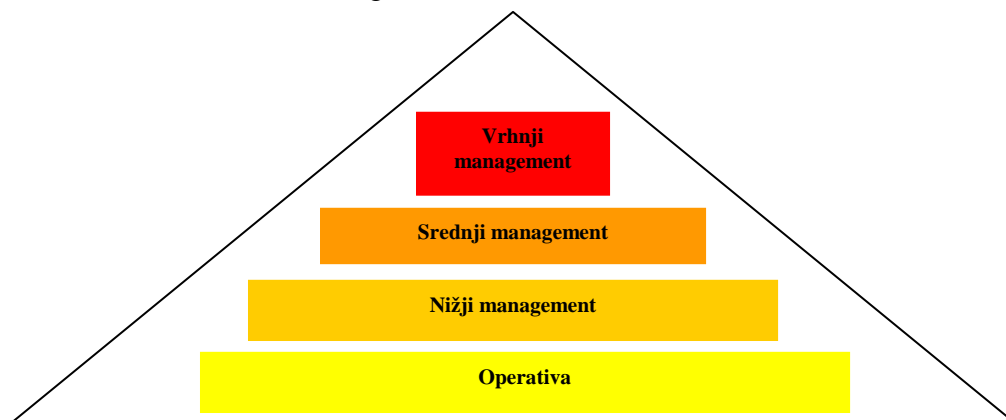 Vrhnji
management
Srednji management
Nižji management
Operativa